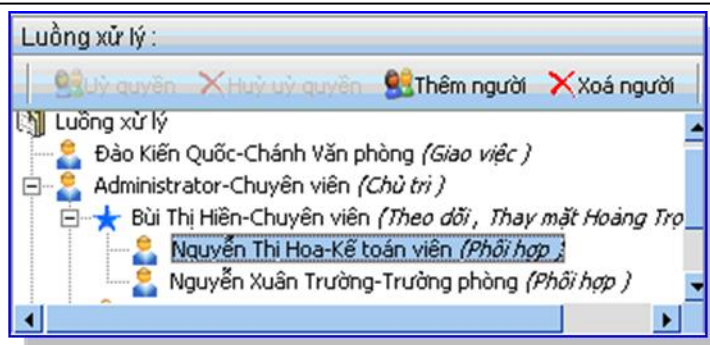 Luồng xử lý :
Uỷ quyền Huỷ uỷ quyền Thêm người Xoá người
Luồng xử lý
Đào Kiến Quốc-Chánh Văn phòng (Giao việc )
Administrator-Chuyên viên (Chủ trì )
Bùi Thị Hiền-Chuyên viên (Theo dõi , Thay mặt Hoàng Trọ
Nguyễn Thị Hoa-Kế toán viên (Phối hợp )
Nguyễn Xuân Trường-Trưởng phòng (Phối hợp )